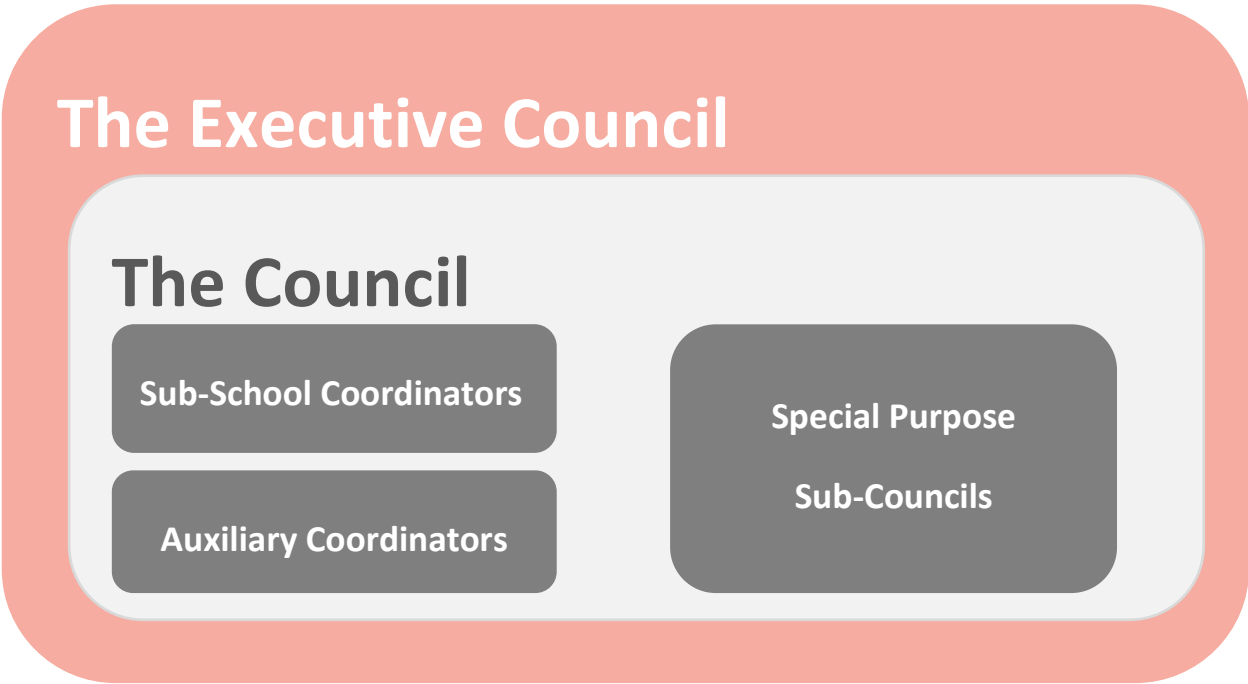 The Executive Council
The Council
Sub-School Coordinators
Auxiliary Coordinators
Special Purpose
Sub-Councils